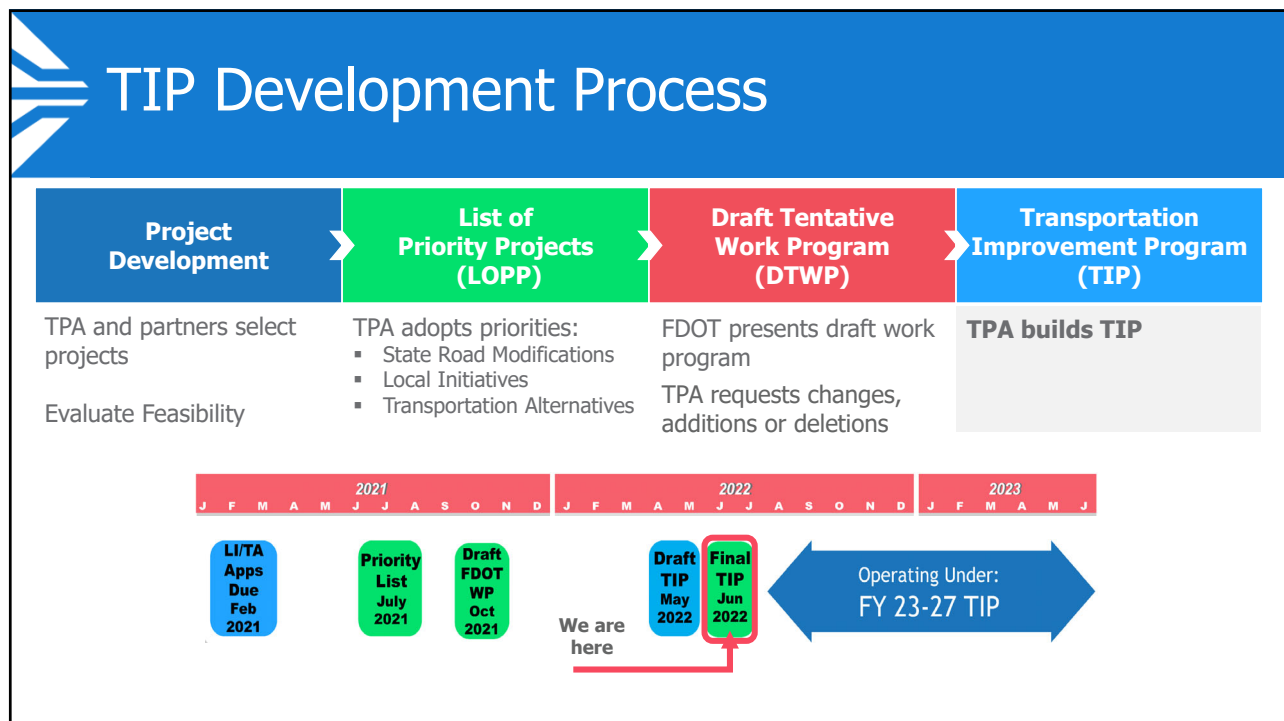 TIP Development Process
Project
Development
List of
Priority Projects
(LOPP)
Draft Tentative
Work Program
(DTWP)
Transportation
Improvement Program
(TIP)
TPA and partners select
projects
Evaluate Feasibility
TPA adopts priorities:
▪ State Road Modifications
▪ Local Initiatives
▪ Transportation Alternatives
FDOT presents draft work
program
TPA requests changes,
additions or deletions
TPA builds TIP
2021
J F M A M J J A S O N D
2022
J F M A M J J A S O N D
2023
J F M A M J
LI/TA
Apps
Due
Feb
2021
Priority
List
July
2021
Draft
FDOT
WP
Oct
2021
Draft
TIP
May
2022
Final
TIP
Jun
2022
Operating Under:
FY 23-27 TIP
We are
here